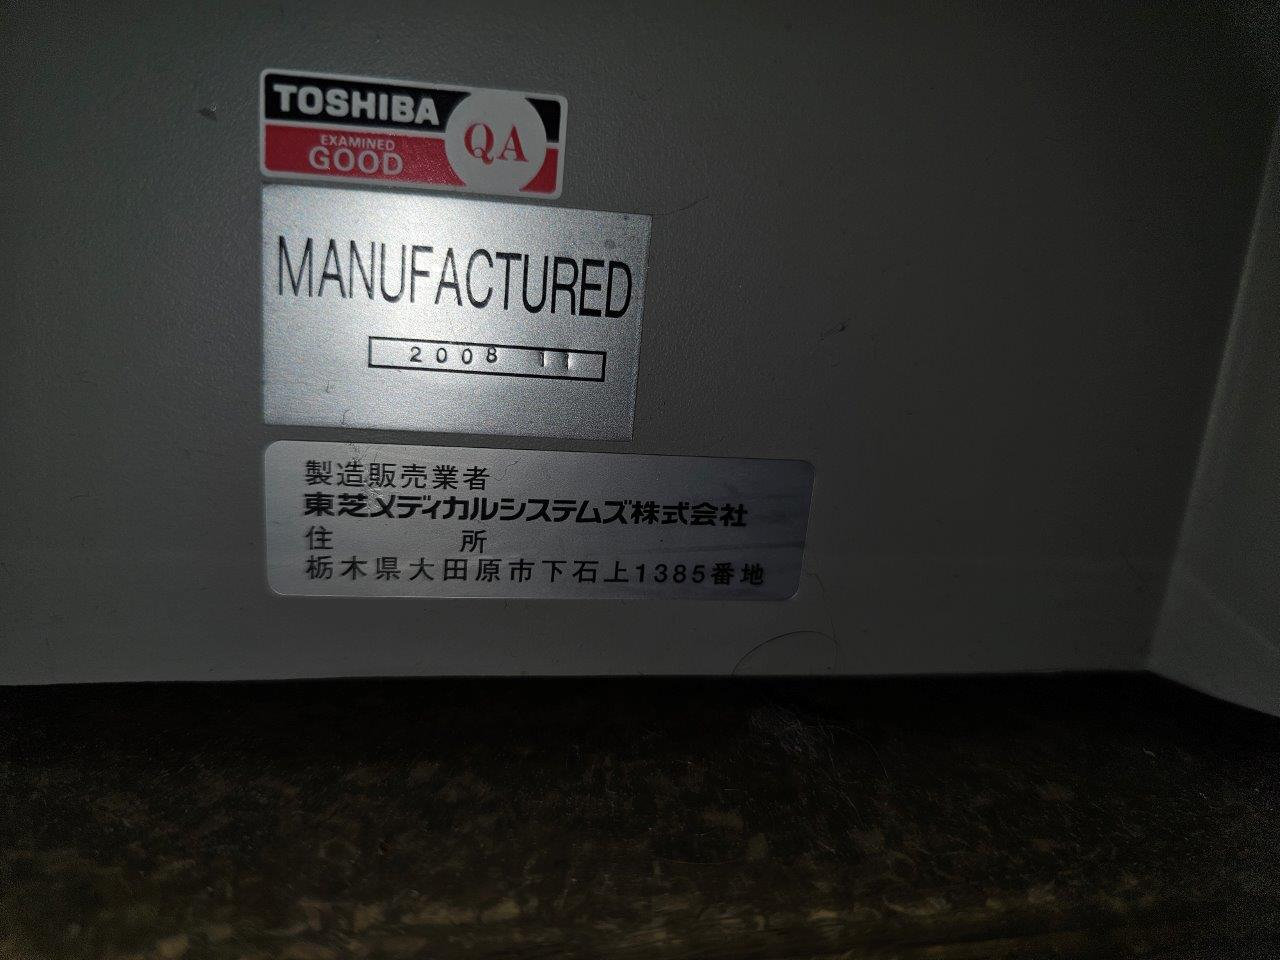 TOSHIBA
EXAMINED
GOOD
QA
MANUFACTURED
2008 11
製造販売業者
東芝メディカルシステムズ株式会社
住 所
栃木県大田原市下石上1385番地